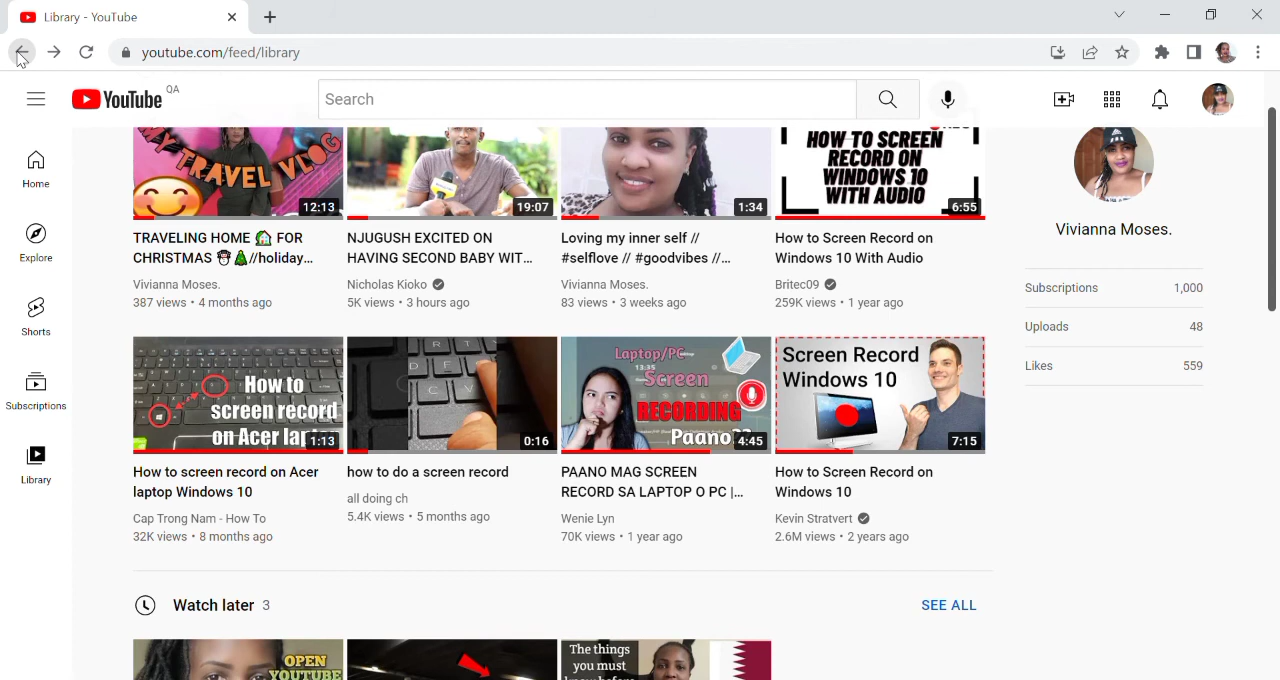 Library - YouTube
youtube.com/feed/library
YouTube QA
Search
Home
Explore
Shorts
Subscriptions
Library
MY TRAVEL VLOG
12:13
19:07
1:34
HOW TO SCREEN
RECORD ON
WINDOWS 10
WITH AUDIO
6:55
TRAVELING HOME 🏠 FOR
CHRISTMAS ☃️🎄//holiday...
Vivianna Moses.
387 views • 4 months ago
NJUGUSH EXCITED ON
HAVING SECOND BABY WIT...
Nicholas Kioko
5K views • 3 hours ago
Loving my inner self //
#selflove // #goodvibes //...
Vivianna Moses.
83 views • 3 weeks ago
How to Screen Record on
Windows 10 With Audio
Britec09
259K views • 1 year ago
Vivianna Moses.
Subscriptions 1,000
Uploads 48
Likes 559
How to
screen record
on Acer
1:13
0:16
Laptop/PC
13:35
Screen
RECORDING
Paano??
4:45
Screen Record
Windows 10
7:15
How to screen record on Acer
laptop Windows 10
Cap Trong Nam - How To
32K views • 8 months ago
how to do a screen record
all doing ch
5.4K views • 5 months ago
PAANO MAG SCREEN
RECORD SA LAPTOP O PC |...
Wenie Lyn
70K views • 1 year ago
How to Screen Record on
Windows 10
Kevin Stratvert
2.6M views • 2 years ago
Watch later 3
SEE ALL
OPEN
YOUTUBE
The things
you must